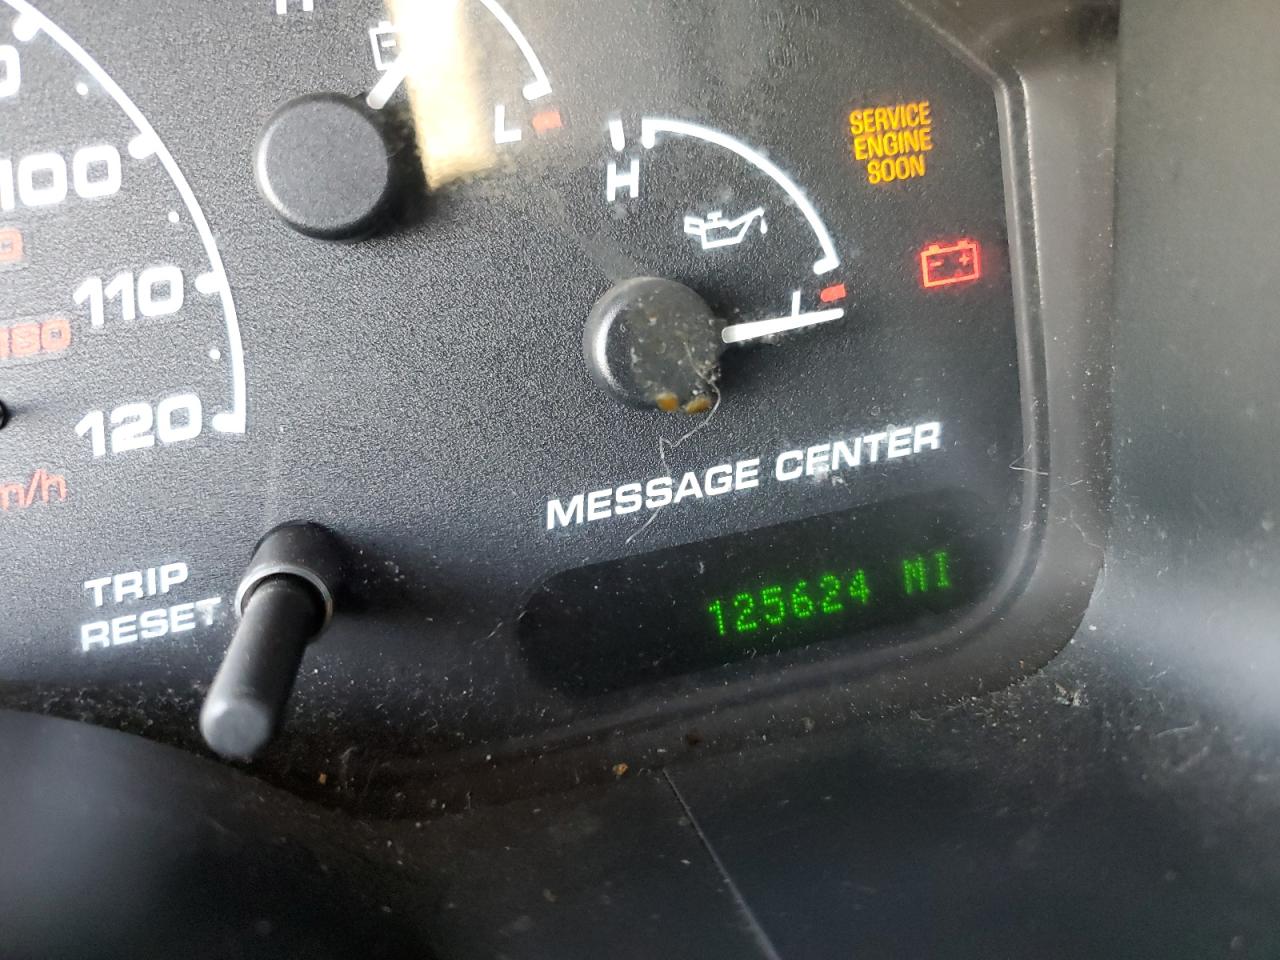 L
H
L
SERVICE
ENGINE
SOON
100
110
120
MESSAGE CENTER
125624 MI
TRIP
RESET